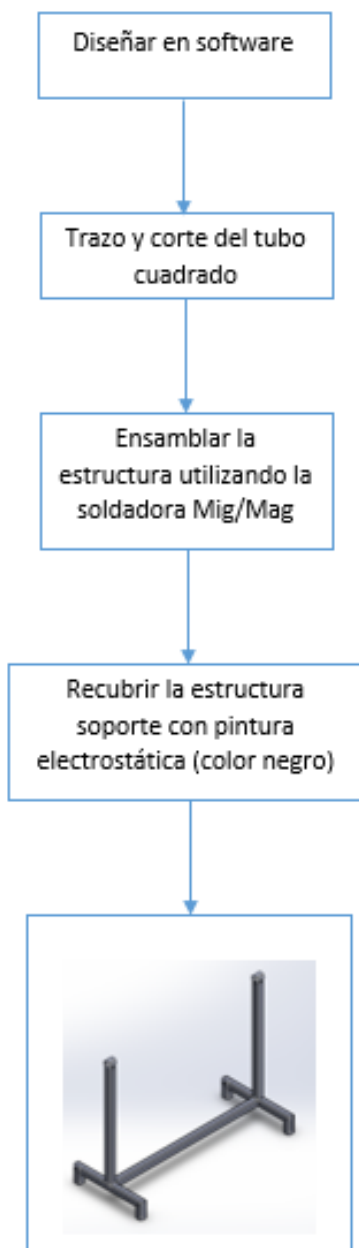 Diseñar en software
Trazo y corte del tubo
cuadrado
Ensamblar la
estructura utilizando la
soldadora Mig/Mag
Recubrir la estructura
soporte con pintura
electrostática (color negro)